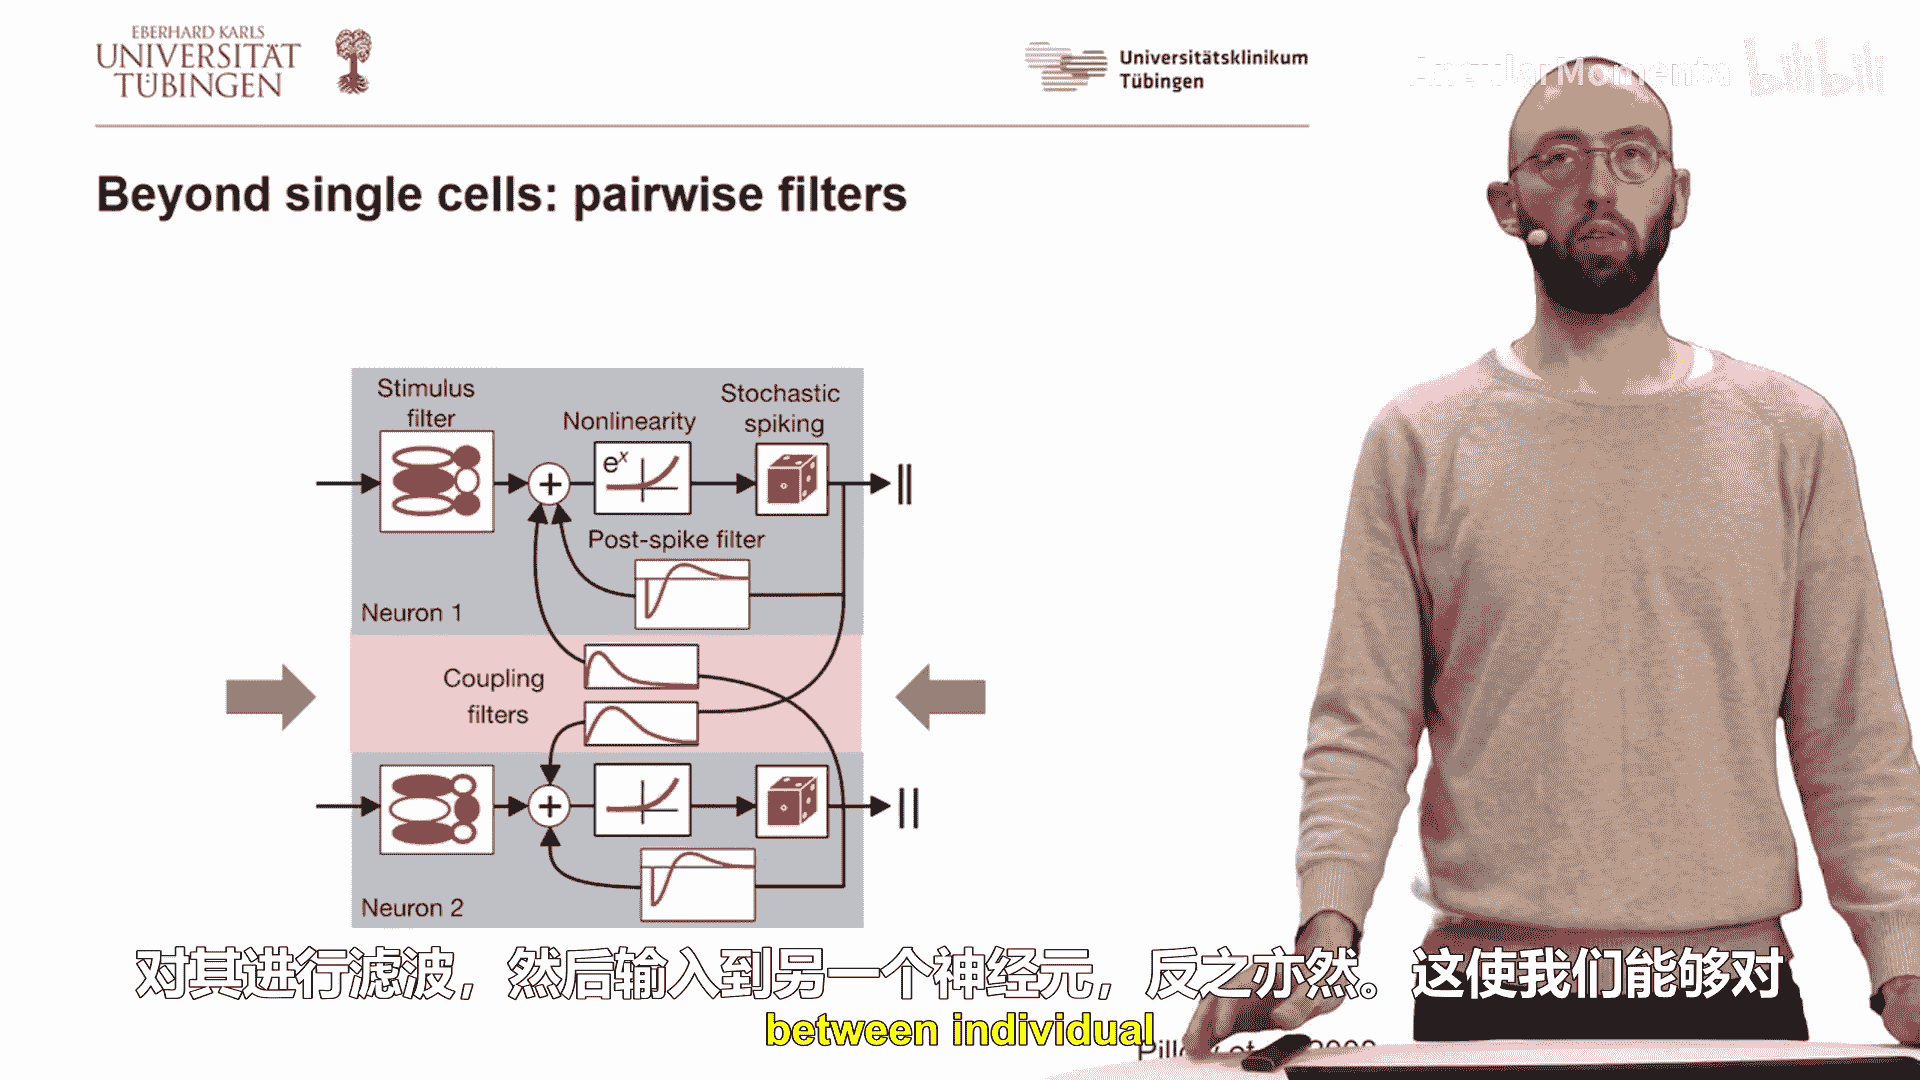 EBERHARD KARLS
UNIVERSITÄT
TÜBINGEN
Universitätsklinikum
Tübingen
bilibili
Beyond single cells: pairwise filters
Stimulus
filter
Nonlinearity
Stochastic
spiking
eˣ
Post-spike filter
Neuron 1
Coupling
filters
Neuron 2
对其进行滤波，然后输入到另一个神经元，反之亦然。这使我们能够对
between individual